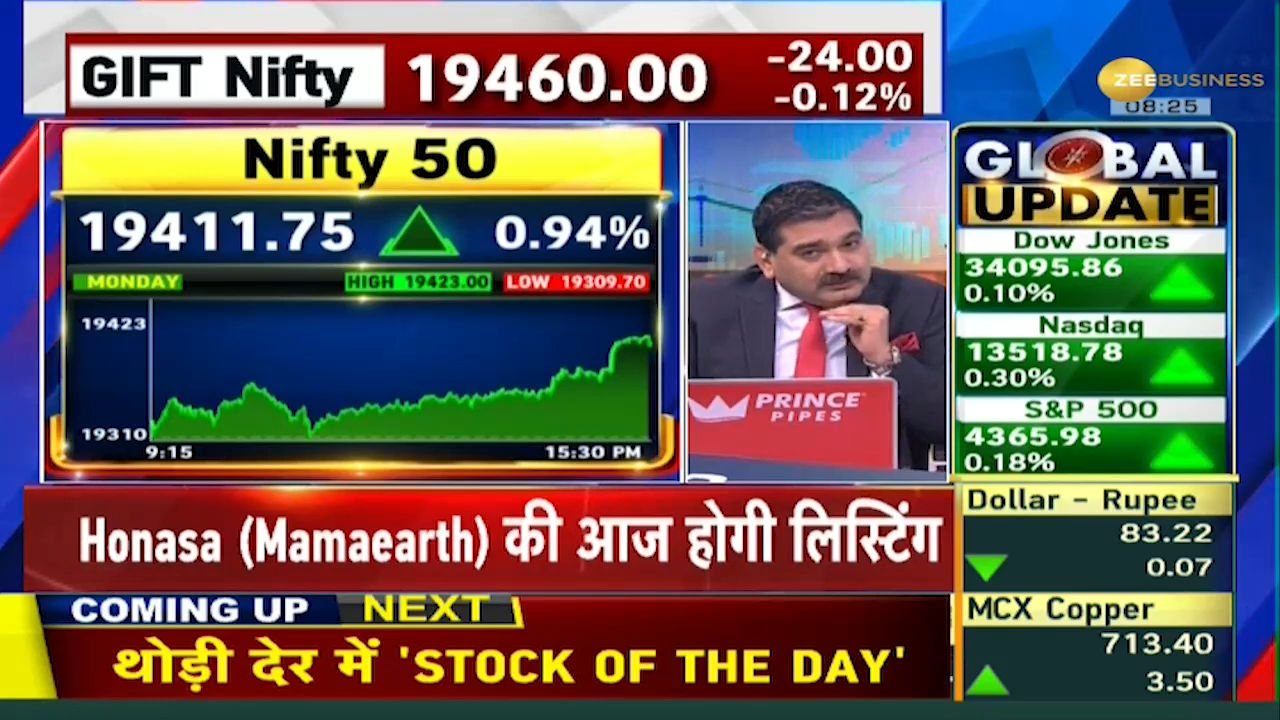 GIFT Nifty 19460.00 -24.00
-0.12%
ZEEBUSINESS
08:25
Nifty 50
19411.75 0.94%
MONDAY HIGH 19423.00 LOW 19309.70
19423
19310
9:15 15:30 PM
PRINCE
PIPES
GLOBAL
UPDATE
Dow Jones
34095.86
0.10%
Nasdaq
13518.78
0.30%
S&P 500
4365.98
0.18%
Dollar - Rupee
83.22
0.07
MCX Copper
713.40
3.50
Honasa (Mamaearth) की आज होगी लिस्टिंग
COMING UP NEXT
थोड़ी देर में 'STOCK OF THE DAY'